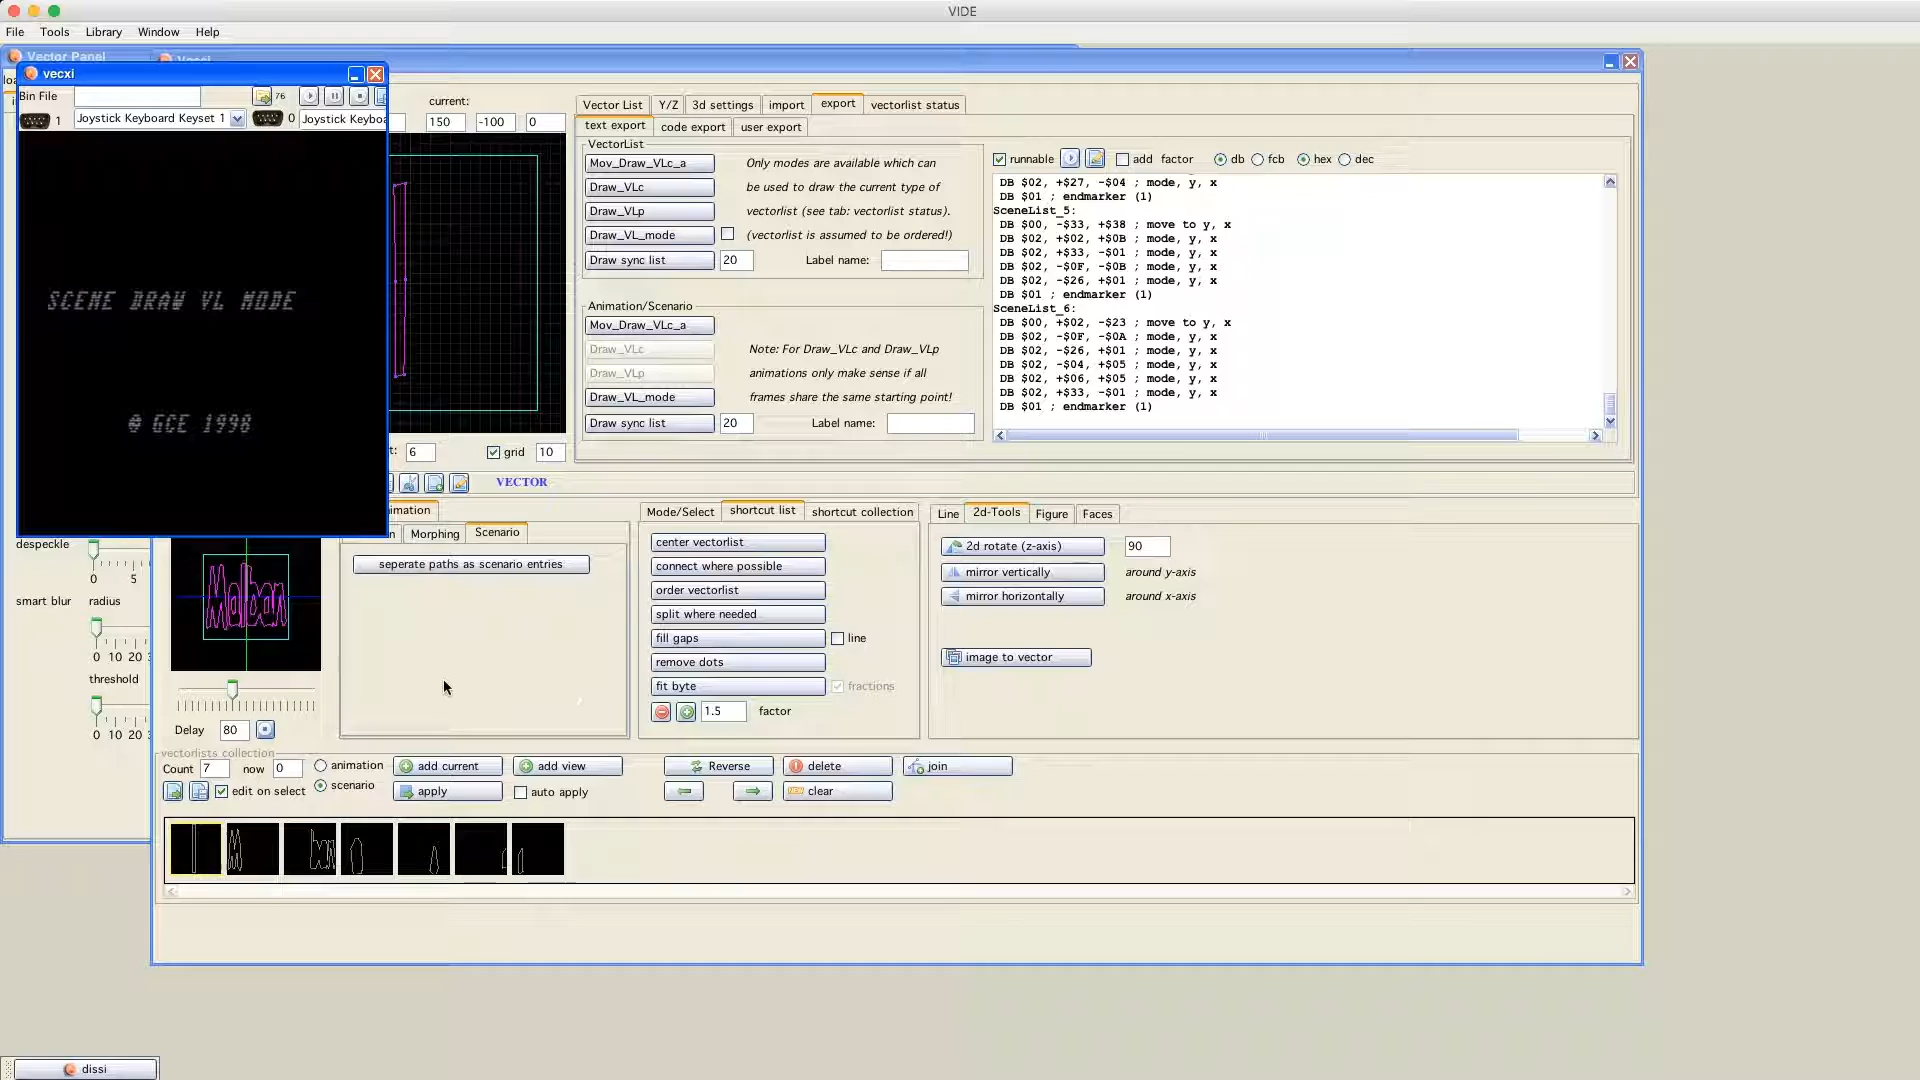 VIDE
File Tools Library Window Help
Vector Panel
vecxi
Bin File 76
1 Joystick Keyboard Keyset 1 0 Joystick Keyboa
current:
150 -100 0
Vector List Y/Z 3d settings import export vectorlist status
text export code export user export
VectorList
Mov_Draw_VLc_a Only modes are available which can
Draw_VLc be used to draw the current type of
Draw_VLp vectorlist (see tab: vectorlist status).
Draw_VL_mode (vectorlist is assumed to be ordered!)
Draw sync list 20 Label name:
Animation/Scenario
Mov_Draw_VLc_a
Draw_VLc Note: For Draw_VLc and Draw_VLp
Draw_VLp animations only make sense if all
Draw_VL_mode frames share the same starting point!
Draw sync list 20 Label name:
runnable add factor db fcb hex dec
DB $02, +$27, -$04 ; mode, y, x
DB $01 ; endmarker (1)
SceneList_5:
DB $00, -$33, +$38 ; move to y, x
DB $02, +$02, +$0B ; mode, y, x
DB $02, +$33, -$01 ; mode, y, x
DB $02, -$0F, -$0B ; mode, y, x
DB $02, -$26, +$01 ; mode, y, x
DB $01 ; endmarker (1)
SceneList_6:
DB $00, +$02, -$23 ; move to y, x
DB $02, -$0F, -$0A ; mode, y, x
DB $02, -$26, +$01 ; mode, y, x
DB $02, -$04, +$05 ; mode, y, x
DB $02, +$06, +$05 ; mode, y, x
DB $02, +$33, -$01 ; mode, y, x
DB $01 ; endmarker (1)
SCENE DRAW VL MODE
@ GCE 1998
t: 6 grid 10
VECTOR
imation
n Morphing Scenario
seperate paths as scenario entries
Mode/Select shortcut list shortcut collection
center vectorlist
connect where possible
order vectorlist
split where needed
fill gaps line
remove dots
fit byte fractions
1.5 factor
Line 2d-Tools Figure Faces
2d rotate (z-axis) 90
mirror vertically around y-axis
mirror horizontally around x-axis
image to vector
despeckle
0 5
smart blur radius
0 10 20
threshold
0 10 20
Malban
Delay 80
vectorlists collection
Count 7 now 0 animation add current add view Reverse delete join
edit on select scenario apply auto apply clear
dissi